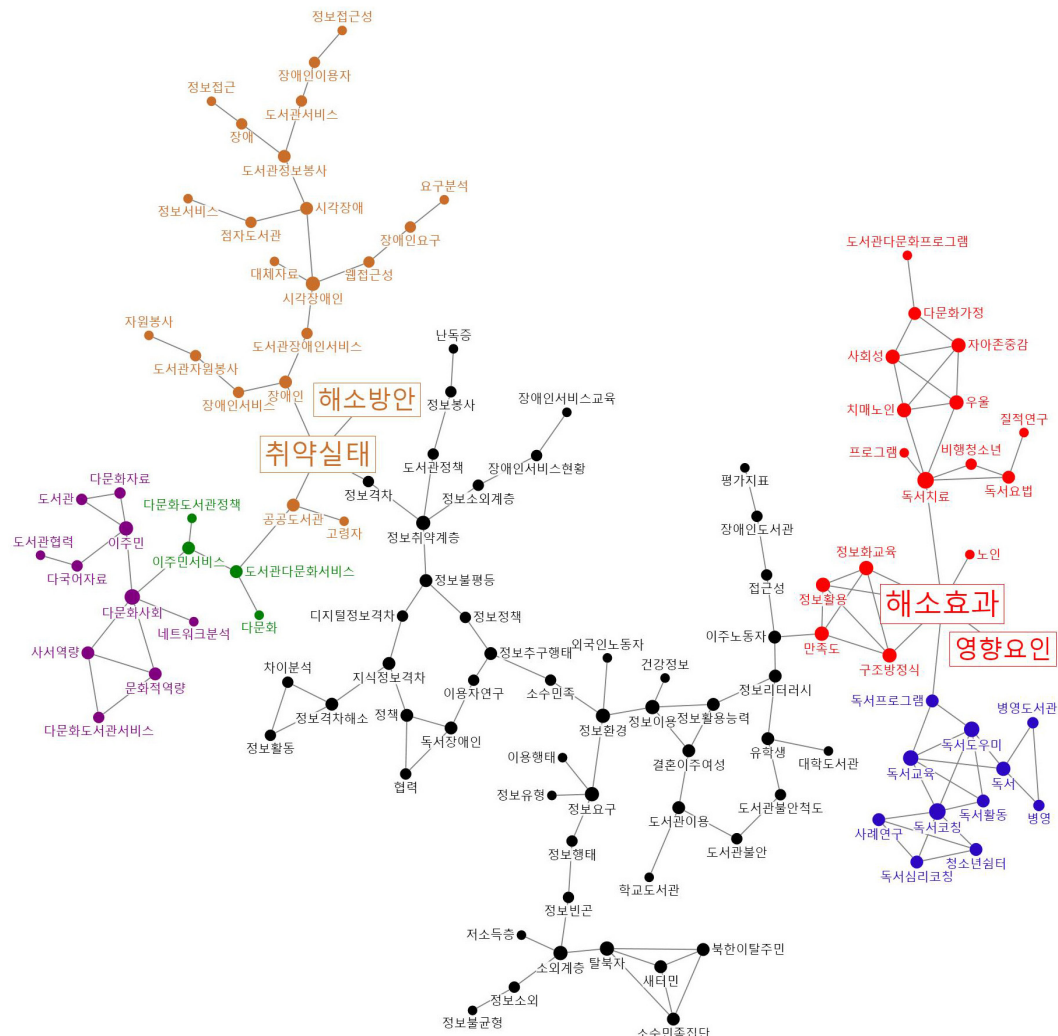 정보접근성
장애인이용자
정보접근
도서관서비스
장애
도서관정보봉사
요구분석
정보서비스
시각장애
점자도서관
장애인요구
도서관다문화프로그램
대체자료
웹접근성
시각장애인
다문화가정
자원봉사
난독증
도서관장애인서비스
자아존중감
사회성
도서관자원봉사
장애인
해소방안
정보봉사
장애인서비스교육
장애인서비스
치매노인
우울
질적연구
취약실태
도서관정책
장애인서비스현황
프로그램
비행청소년
다문화자료
정보격차
정보소외계층
평가지표
독서치료
독서요법
도서관
다문화도서관정책
공공도서관
고령자
정보취약계층
장애인도서관
이주민
도서관협력
이주민서비스
도서관다문화서비스
정보화교육
노인
다국어자료
정보불평등
접근성
정보활용
해소효과
다문화사회
다문화
디지털정보격차
정보정책
네트워크분석
외국인노동자
이주노동자
만족도
영향요인
사서역량
차이분석
지식정보격차
정보추구행태
건강정보
구조방정식
문화적역량
이용자연구
소수민족
정보리터러시
독서프로그램
병영도서관
다문화도서관서비스
정보격차해소
정책
독서장애인
정보환경
정보이용
정보활용능력
독서도우미
정보활동
이용행태
결혼이주여성
유학생
대학도서관
독서교육
독서
협력
정보유형
정보요구
도서관이용
도서관불안척도
독서코칭
독서활동
병영
사례연구
정보행태
도서관불안
청소년쉼터
독서심리코칭
학교도서관
정보빈곤
저소득층
소외계층
탈북자
북한이탈주민
새터민
정보소외
정보불균형
소수민족집단